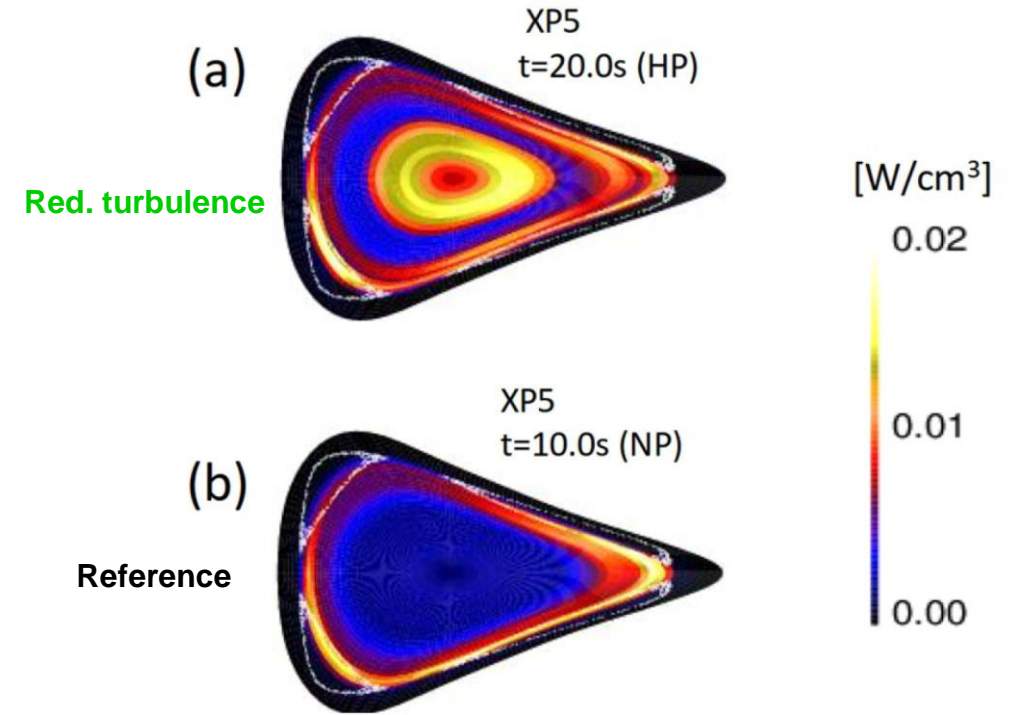 XP5
t=20.0s (HP)
(a)
Red. turbulence
[W/cm³]
0.02
0.01
0.00
XP5
t=10.0s (NP)
(b)
Reference